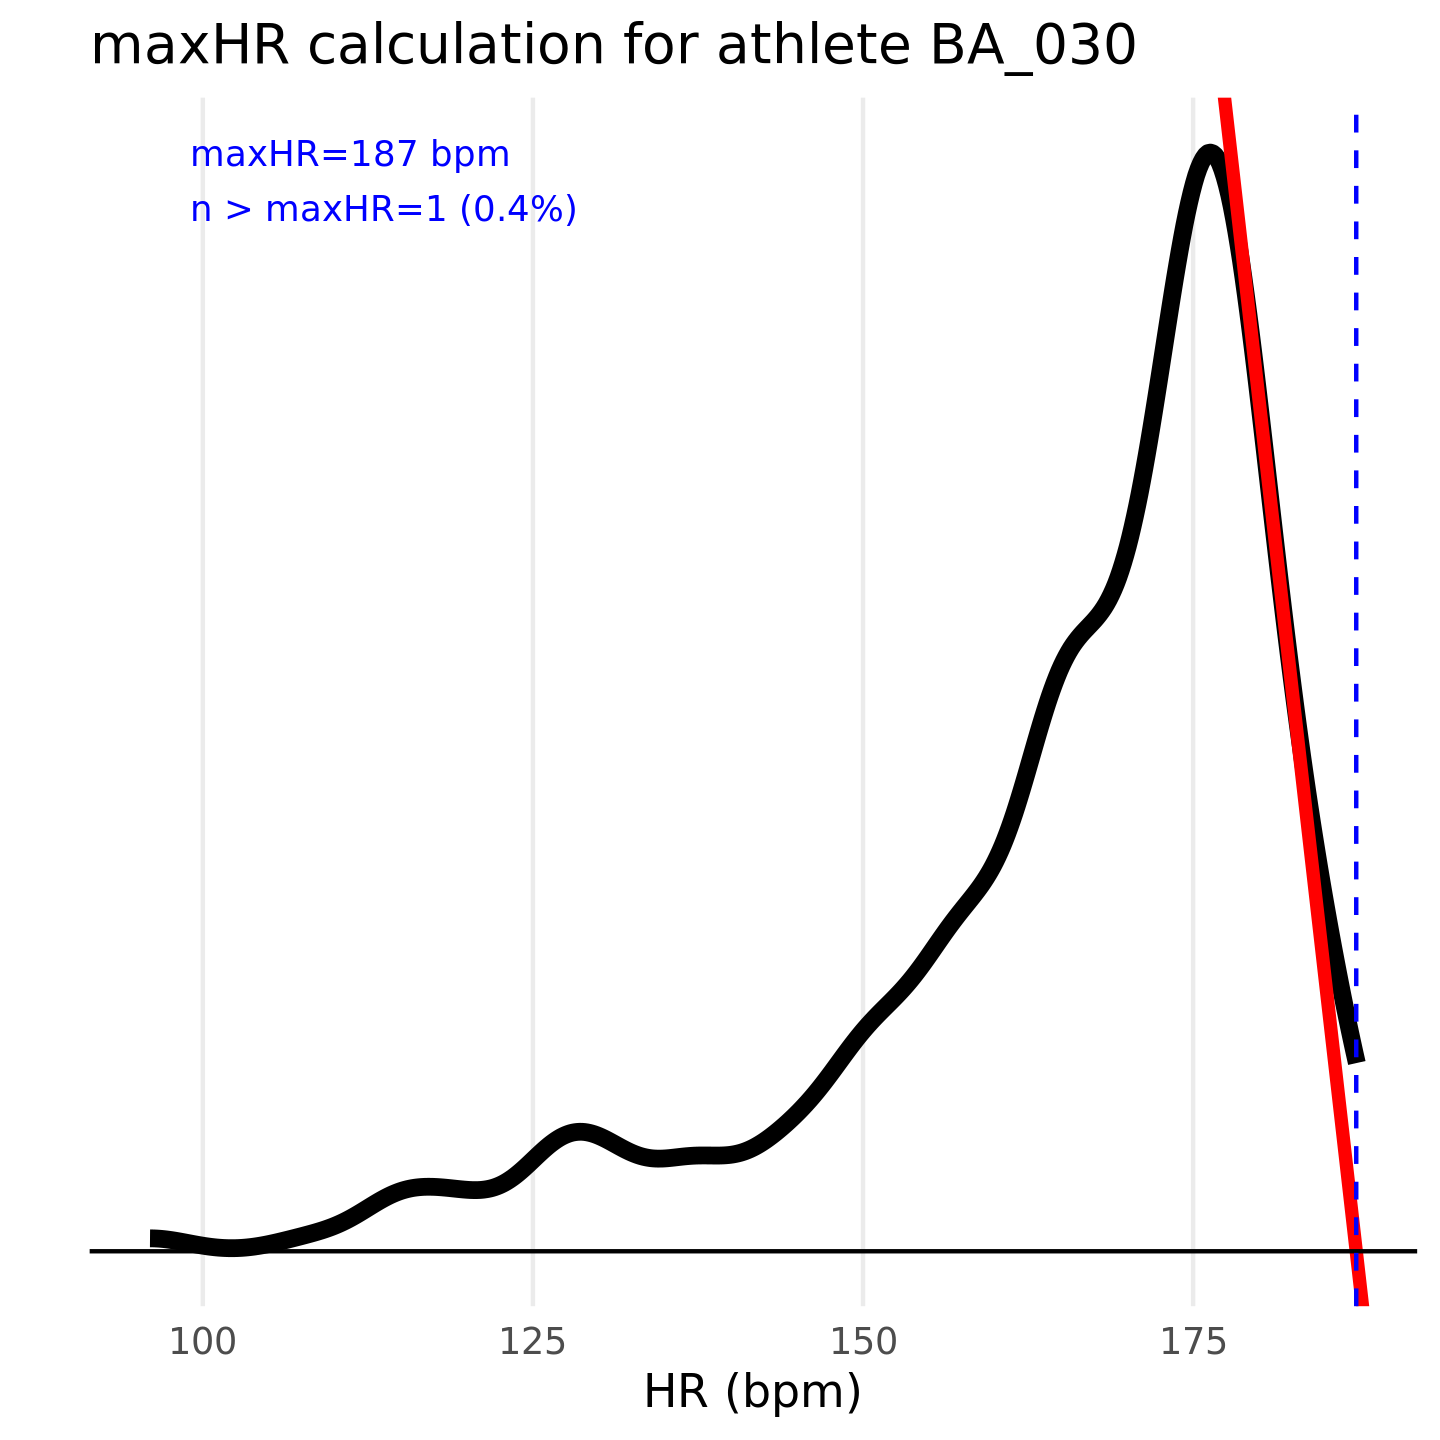 maxHR calculation for athlete BA_030
maxHR=187 bpm
n > maxHR=1 (0.4%)
100
125
150
175
HR (bpm)